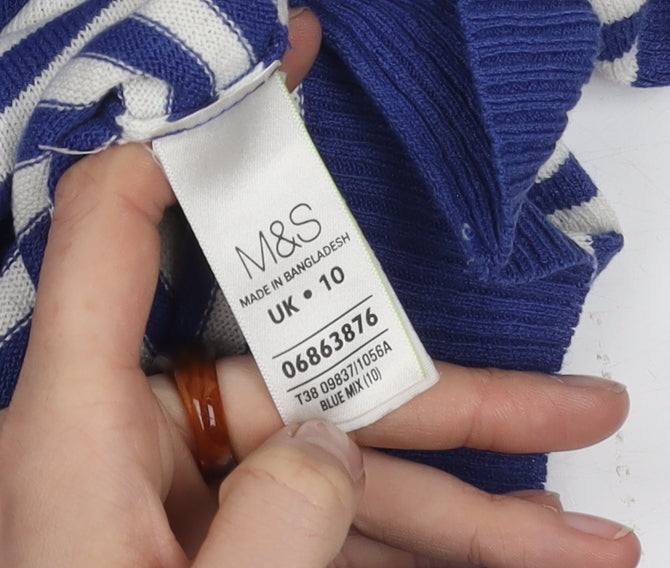 M&S
MADE IN BANGLADESH
UK • 10
06863876
T38 09837/1056A
BLUE MIX (10)